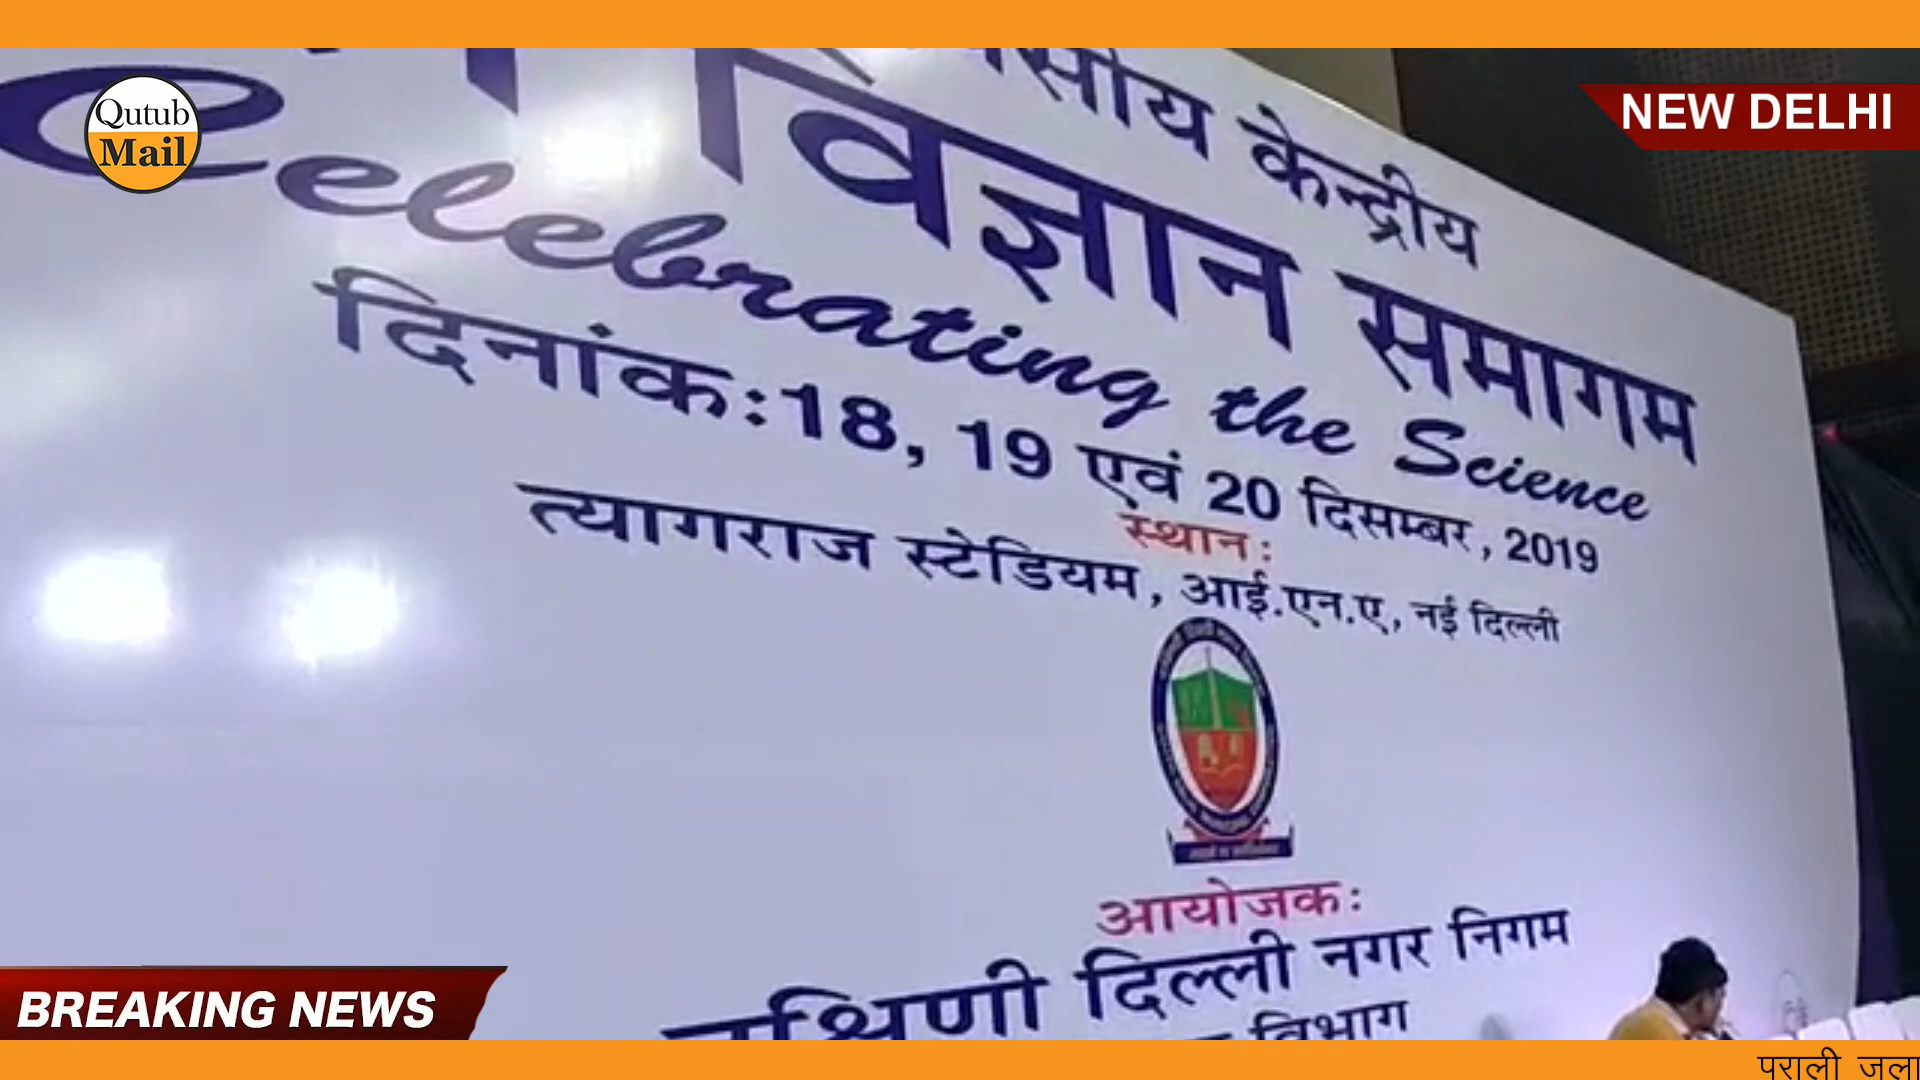 Qutub
Mail
NEW DELHI
केन्द्रीय
विज्ञान समागम
Celebrating the Science
दिनांक:18, 19 एवं 20 दिसम्बर, 2019
स्थान:
त्यागराज स्टेडियम, आई.एन.ए, नई दिल्ली
आयोजक:
दक्षिणी दिल्ली नगर निगम
विभाग
BREAKING NEWS
पराली जला